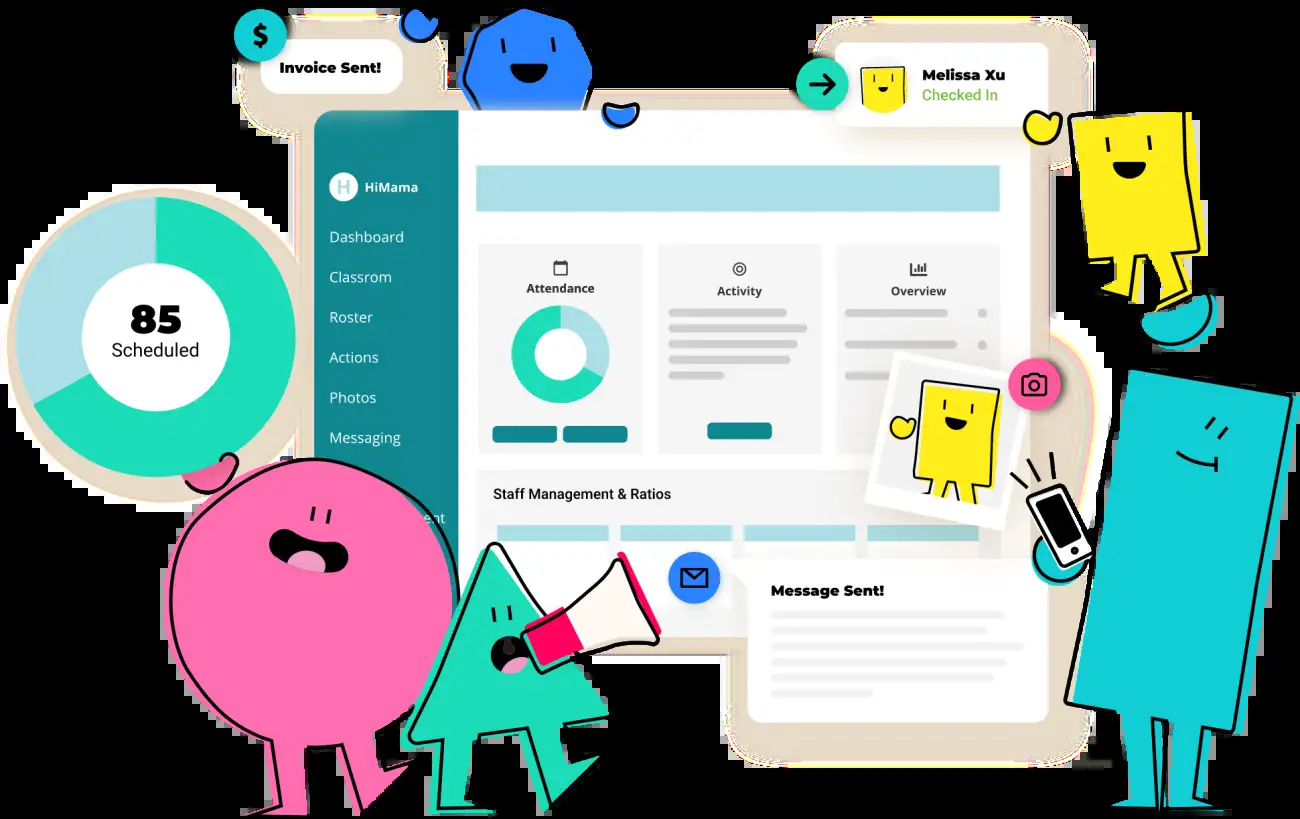 $
Invoice Sent!
Melissa Xu
Checked In
H HiMama
Dashboard
Classrom
Roster
Actions
Photos
Messaging
ent
85
Scheduled
Attendance
Activity
Overview
Staff Management & Ratios
Message Sent!